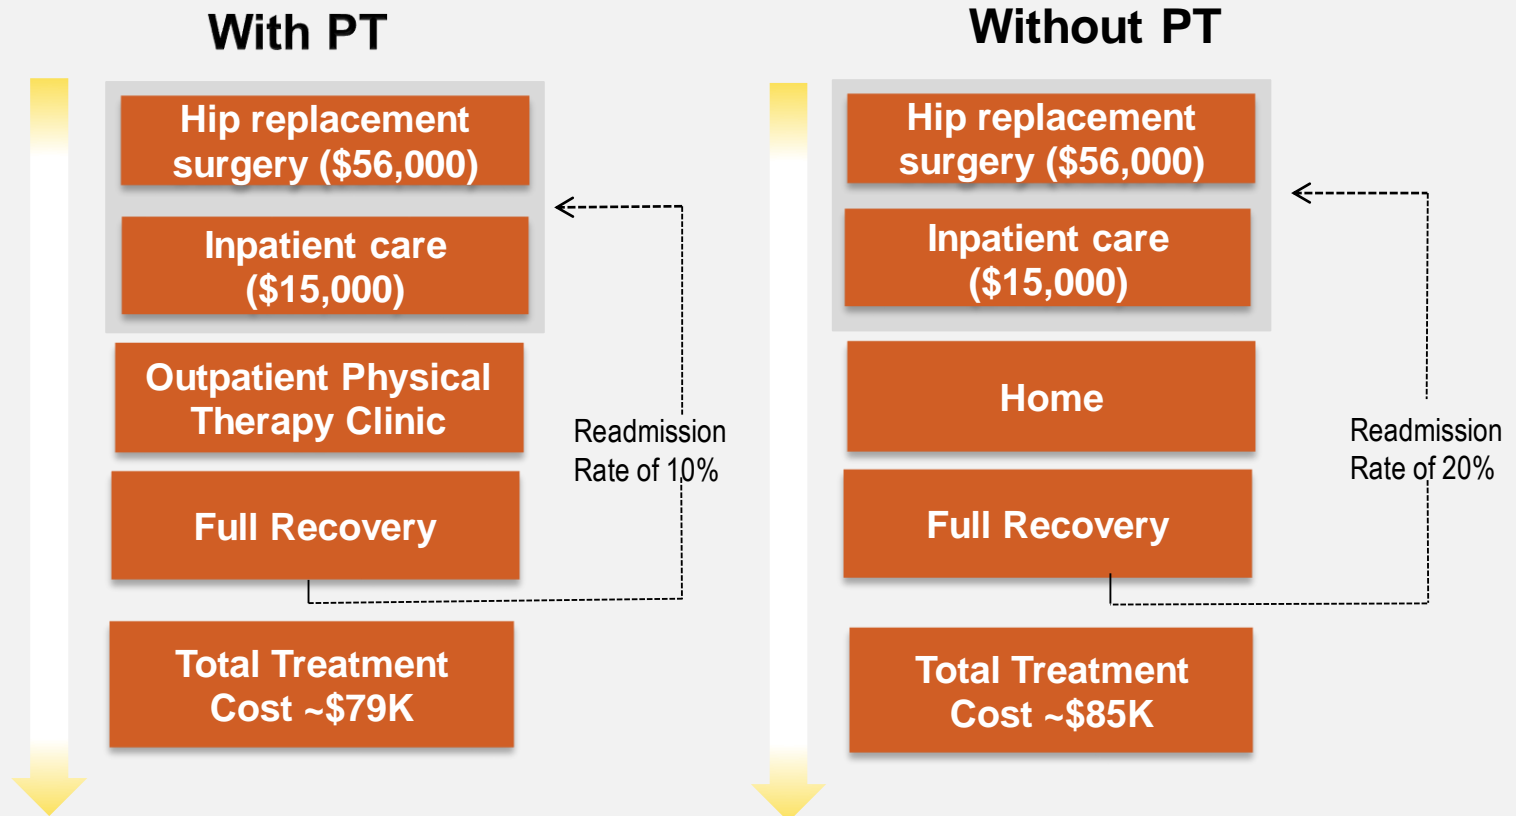 With PT
Hip replacement
surgery ($56,000)
Inpatient care
($15,000)
Outpatient Physical
Therapy Clinic
Full Recovery
Readmission
Rate of 10%
Total Treatment
Cost ~$79K
Without PT
Hip replacement
surgery ($56,000)
Inpatient care
($15,000)
Home
Full Recovery
Readmission
Rate of 20%
Total Treatment
Cost ~$85K